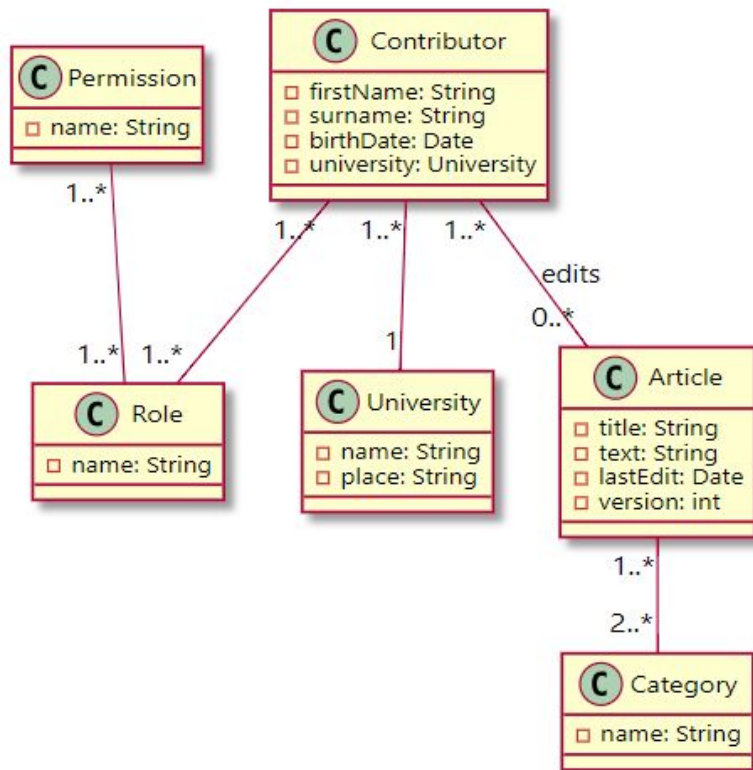 C Permission
name: String
C Contributor
firstName: String
surname: String
birthDate: Date
university: University
1..*
1..*
1..*
1..*
edits
0..*
1..*
1..*
1
C Role
name: String
C University
name: String
place: String
C Article
title: String
text: String
lastEdit: Date
version: int
1..*
2..*
C Category
name: String